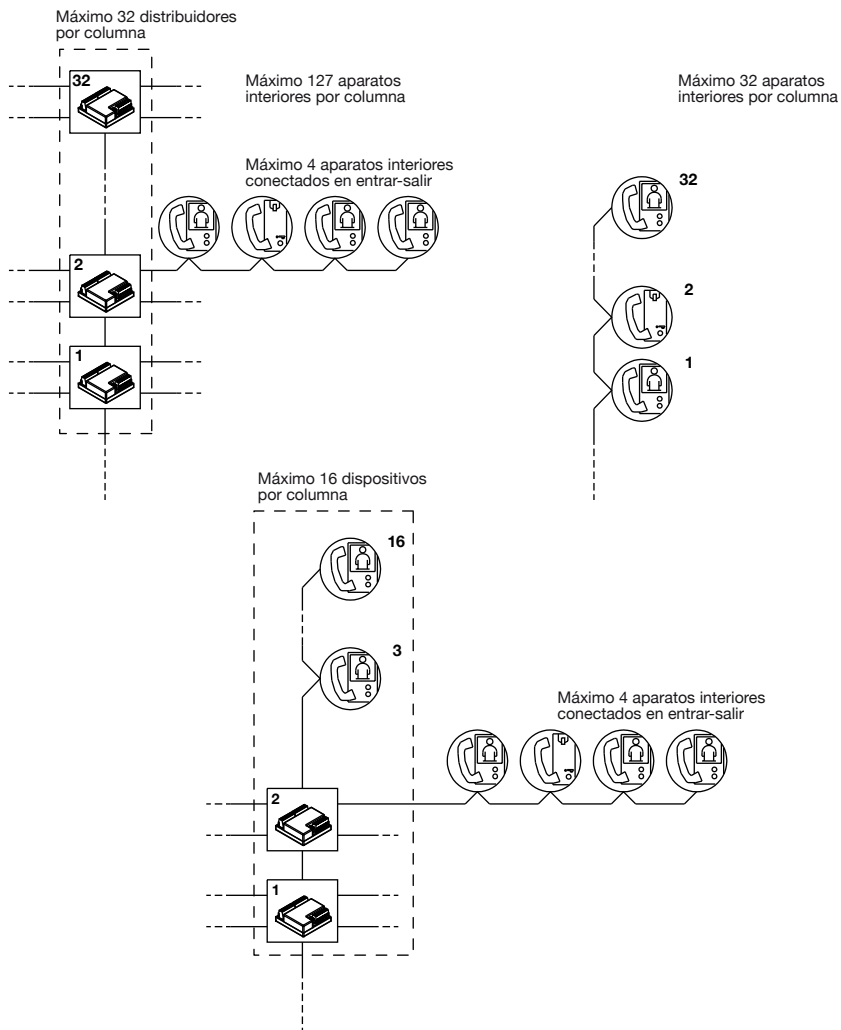 Máximo 32 distribuidores
por columna
32
Máximo 127 aparatos
interiores por columna
Máximo 4 aparatos interiores
conectados en entrar-salir
2
1
Máximo 32 aparatos
interiores por columna
32
2
1
Máximo 16 dispositivos
por columna
16
3
Máximo 4 aparatos interiores
conectados en entrar-salir
2
1